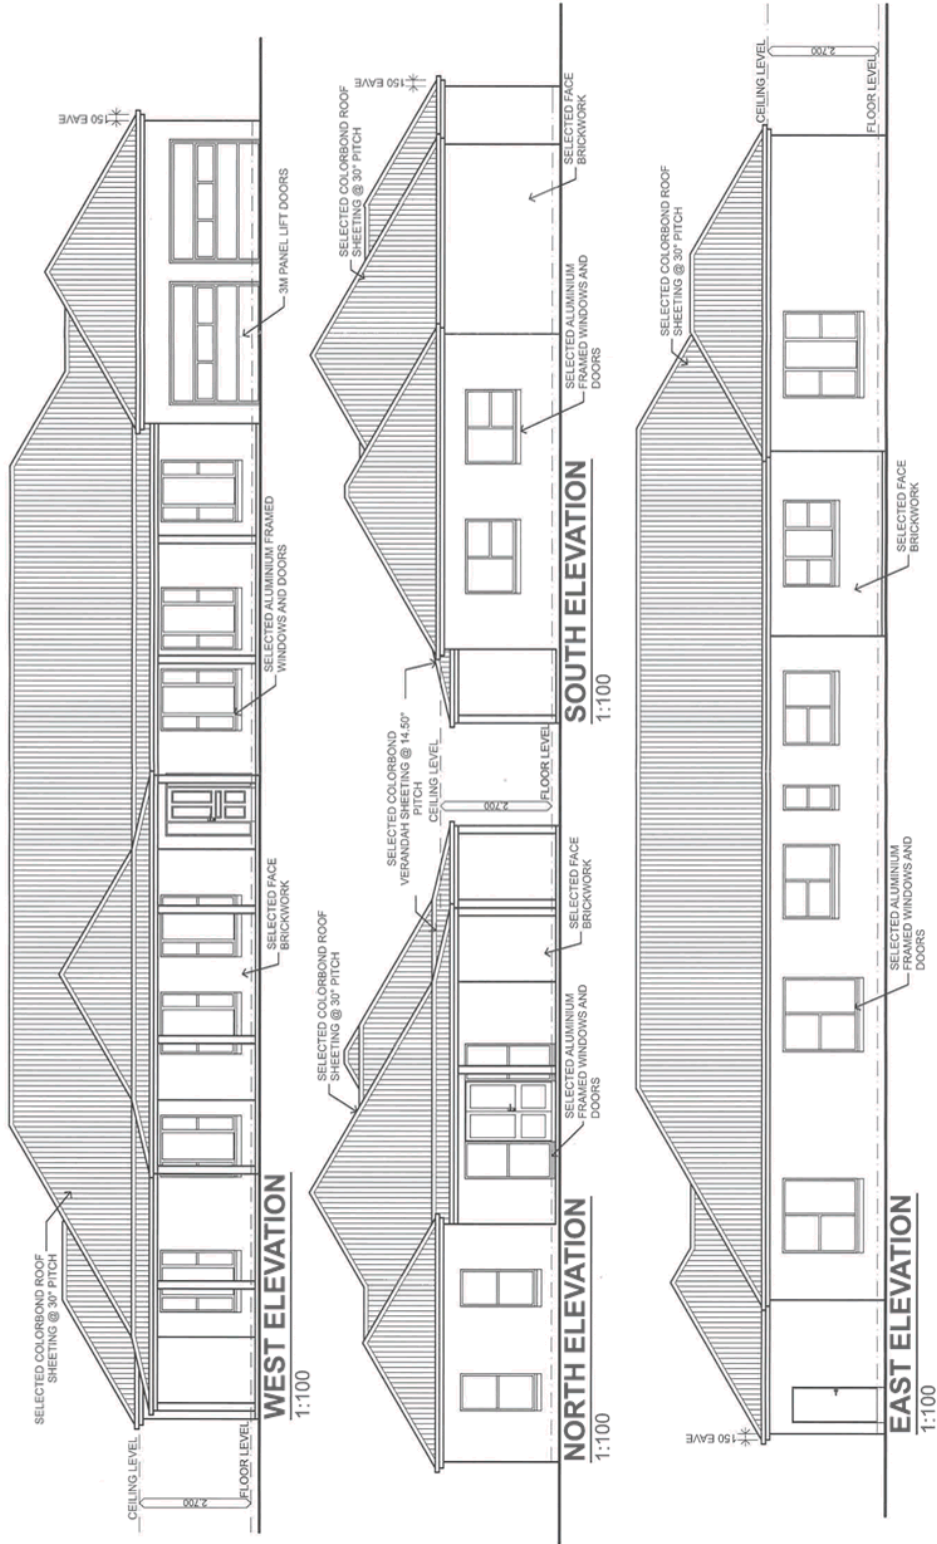 150 EAVE
3M PANEL LIFT DOORS
SELECTED ALUMINIUM FRAMED
WINDOWS AND DOORS
SELECTED FACE
BRICKWORK
SELECTED COLORBOND ROOF
SHEETING @ 30° PITCH
CEILING LEVEL
2.700
FLOOR LEVEL
WEST ELEVATION
1:100
SELECTED COLORBOND ROOF
SHEETING @ 30° PITCH
SELECTED COLORBOND
VERANDAH SHEETING @ 14.50°
PITCH
CEILING LEVEL
2.700
FLOOR LEVEL
SELECTED FACE
BRICKWORK
SELECTED ALUMINIUM
FRAMED WINDOWS AND
DOORS
NORTH ELEVATION
1:100
150 EAVE
SELECTED COLORBOND ROOF
SHEETING @ 30° PITCH
SELECTED FACE
BRICKWORK
SELECTED ALUMINIUM
FRAMED WINDOWS AND
DOORS
SOUTH ELEVATION
1:100
150 EAVE
SELECTED ALUMINIUM
FRAMED WINDOWS AND
DOORS
SELECTED FACE
BRICKWORK
SELECTED COLORBOND ROOF
SHEETING @ 30° PITCH
CEILING LEVEL
2.700
FLOOR LEVEL
EAST ELEVATION
1:100